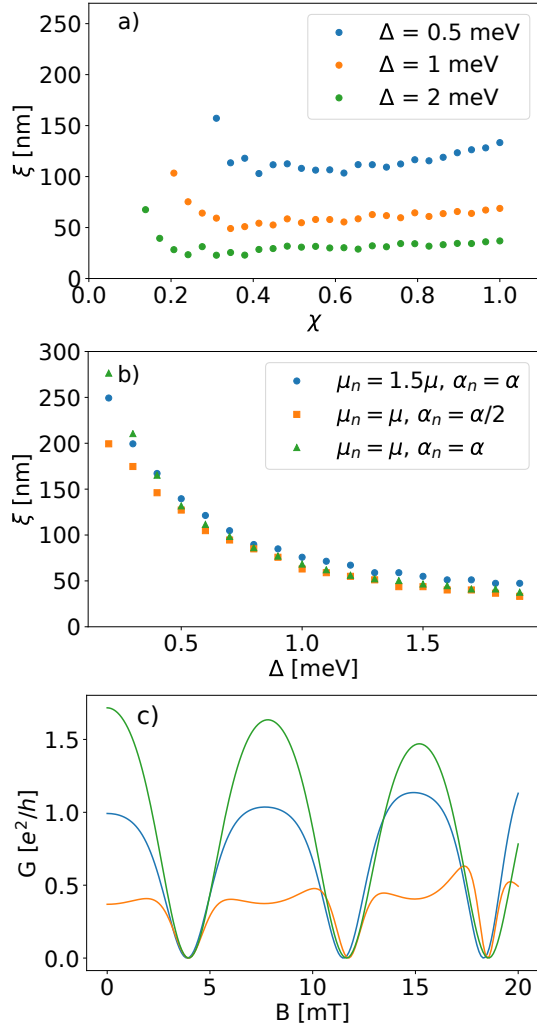 a)
Δ = 0.5 meV
Δ = 1 meV
Δ = 2 meV
ξ [nm]
250
200
150
100
50
0
0.0 0.2 0.4 0.6 0.8 1.0
χ
b)
μₙ = 1.5μ, αₙ = α
μₙ = μ, αₙ = α/2
μₙ = μ, αₙ = α
ξ [nm]
300
250
200
150
100
50
0
0.5 1.0 1.5
Δ [meV]
c)
G [e²/h]
1.5
1.0
0.5
0.0
0 5 10 15 20
B [mT]